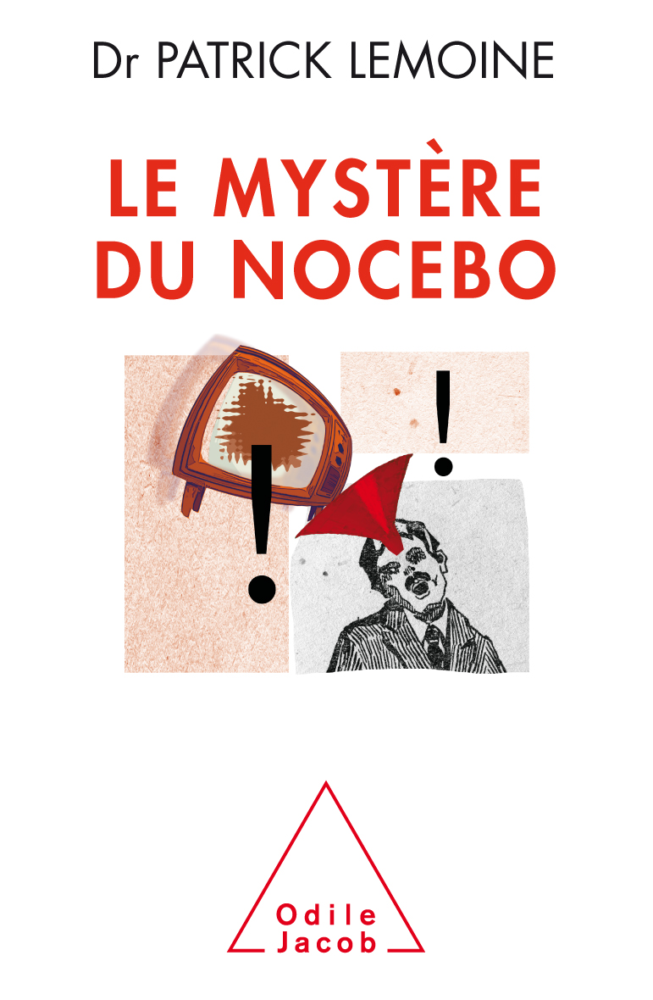 Dr PATRICK LEMOINE
LE MYSTÈRE
DU NOCEBO
!
!
Odile
Jacob